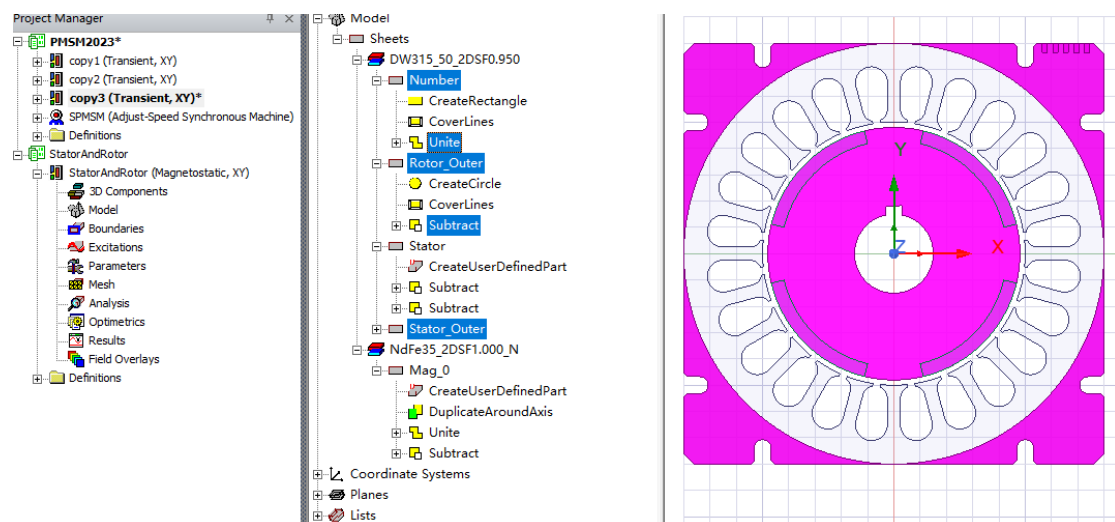 Project Manager
PMSM2023*
copy1 (Transient, XY)
copy2 (Transient, XY)
copy3 (Transient, XY)*
SPMSM (Adjust-Speed Synchronous Machine)
Definitions
StatorAndRotor
StatorAndRotor (Magnetostatic, XY)
3D Components
Model
Boundaries
Excitations
Parameters
Mesh
Analysis
Optimetrics
Results
Field Overlays
Definitions
Model
Sheets
DW315_50_2DSF0.950
Number
CreateRectangle
CoverLines
Unite
Rotor_Outer
CreateCircle
CoverLines
Subtract
Stator
CreateUserDefinedPart
Subtract
Subtract
Stator_Outer
NdFe35_2DSF1.000_N
Mag_0
CreateUserDefinedPart
DuplicateAroundAxis
Unite
Subtract
Coordinate Systems
Planes
Lists
Y
Z
X